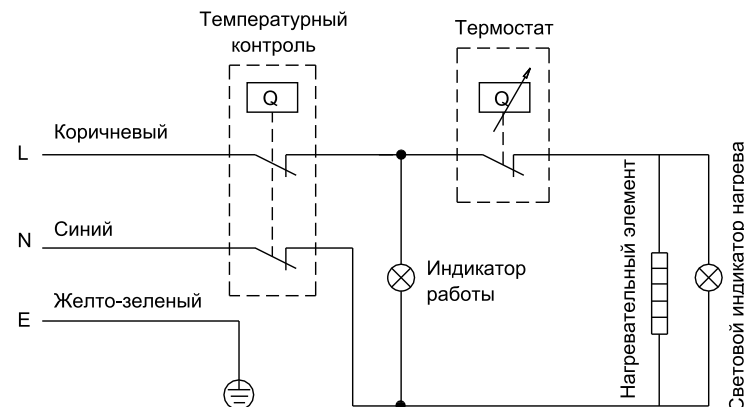 Температурный
контроль
Термостат
Q
Q
L
Коричневый
N
Синий
Индикатор
работы
Желто-зеленый
E
Нагревательный элемент
Световой индикатор нагрева